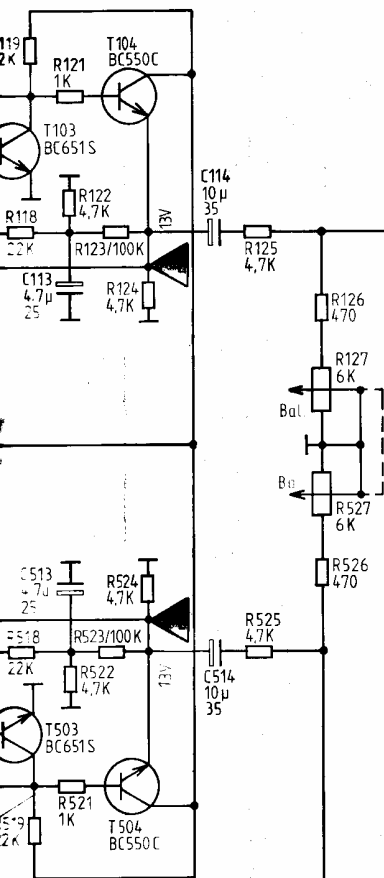 T104
BC550C
R121
1K
T103
BC651S
R122
4,7K
R118
22K
R123/100K
13V
C114
10µ
35
R125
4,7K
C113
4.7µ
25
R124
4,7K
R126
470
R127
6K
Bal.
R527
6K
R526
470
R524
4,7K
R525
4,7K
R523/100K
22K
R522
4,7K
13V
C514
10µ
35
T503
BC651S
R521
1K
T504
BC550C